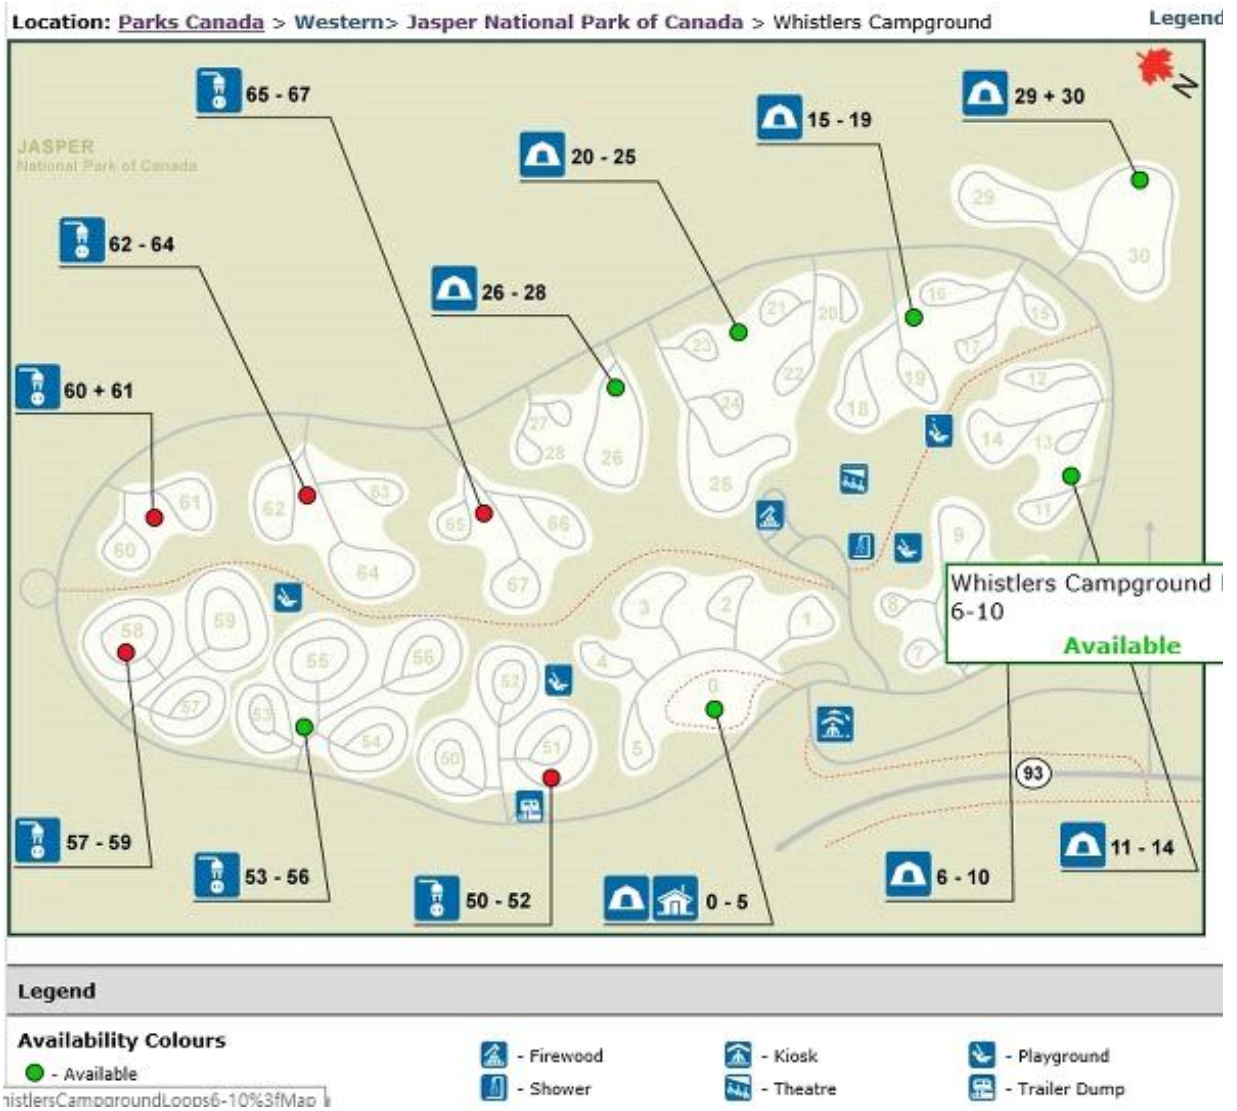 Location: Parks Canada > Western> Jasper National Park of Canada > Whistlers Campground
Legend
N
65 - 67
15 - 19
29 + 30
20 - 25
JASPER
National Park of Canada
62 - 64
26 - 28
60 + 61
29
30
21
20
16
15
23
17
22
19
12
24
18
27
14
13
28
26
25
61
62
63
65
66
11
60
64
67
9
58
59
3
2
1
8
55
56
4
7
52
0
57
53
54
51
50
5
Whistlers Campground
6-10
Available
93
57 - 59
53 - 56
50 - 52
0 - 5
6 - 10
11 - 14
Legend
Availability Colours
- Available
- Firewood
- Kiosk
- Playground
- Shower
- Theatre
- Trailer Dump
histlersCampgroundLoops6-10%3fMap